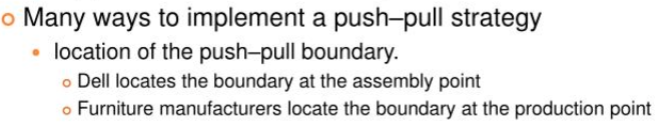 Many ways to implement a push–pull strategy
location of the push–pull boundary.
Dell locates the boundary at the assembly point
Furniture manufacturers locate the boundary at the production point